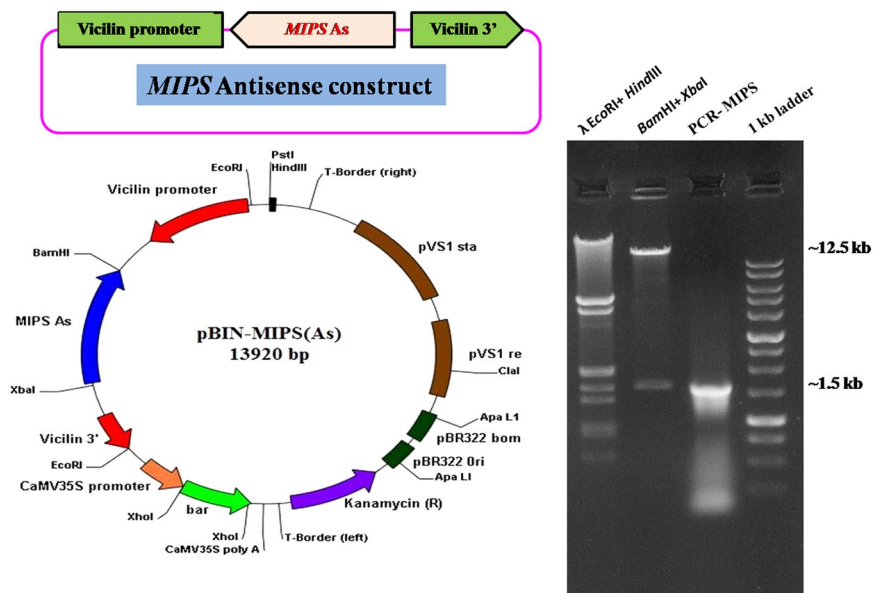 Vicilin promoter
MIPS As
Vicilin 3'
MIPS Antisense construct
PstI
HindIII
EcoRI
T-Border (right)
Vicilin promoter
pVS1 sta
BamHI
MIPS As
pBIN-MIPS(As)
13920 bp
pVS1 re
ClaI
XbaI
Apa L1
Vicilin 3'
pBR322 bom
EcoRI
pBR322 0ri
CaMV35S promoter
Apa LI
Kanamycin (R)
XhoI
bar
XhoI
T-Border (left)
CaMV35S poly A
λ EcoRI+ HindIII
BamHI+XbaI
PCR- MIPS
1 kb ladder
~12.5 kb
~1.5 kb